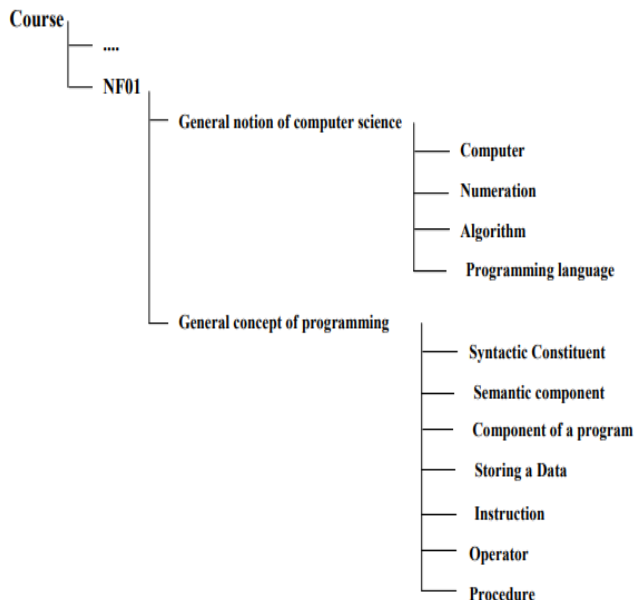 Course
....
NF01
General notion of computer science
Computer
Numeration
Algorithm
Programming language
General concept of programming
Syntactic Constituent
Semantic component
Component of a program
Storing a Data
Instruction
Operator
Procedure